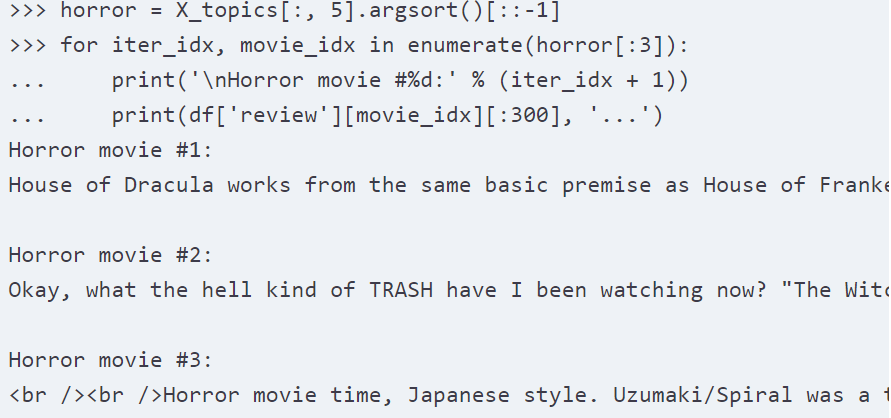 >>> horror = X_topics[:, 5].argsort()[::-1]
>>> for iter_idx, movie_idx in enumerate(horror[:3]):
...     print('\nHorror movie #%d:' % (iter_idx + 1))
...     print(df['review'][movie_idx][:300], '...')
Horror movie #1:
House of Dracula works from the same basic premise as House of
Horror movie #2:
Okay, what the hell kind of TRASH have I been watching now? "The
Horror movie #3:
<br /><br />Horror movie time, Japanese style. Uzumaki/Spiral was a